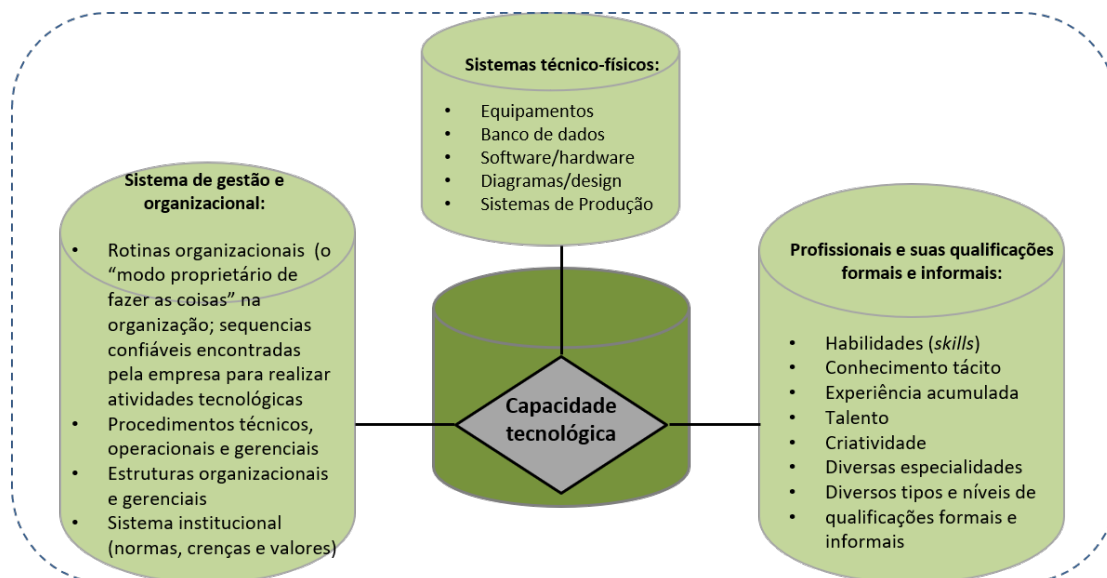 Sistemas técnico-físicos:
• Equipamentos
• Banco de dados
• Software/hardware
• Diagramas/design
• Sistemas de Produção
Sistema de gestão e
organizacional:
• Rotinas organizacionais (o
“modo proprietário de
fazer as coisas” na
organização; sequencias
confiáveis encontradas
pela empresa para realizar
atividades tecnológicas
• Procedimentos técnicos,
operacionais e gerenciais
• Estruturas organizacionais
e gerenciais
• Sistema institucional
(normas, crenças e valores)
Capacidade
tecnológica
Profissionais e suas qualificações
formais e informais:
• Habilidades (skills)
• Conhecimento tácito
• Experiência acumulada
• Talento
• Criatividade
• Diversas especialidades
• Diversos tipos e níveis de
• qualificações formais e
informais